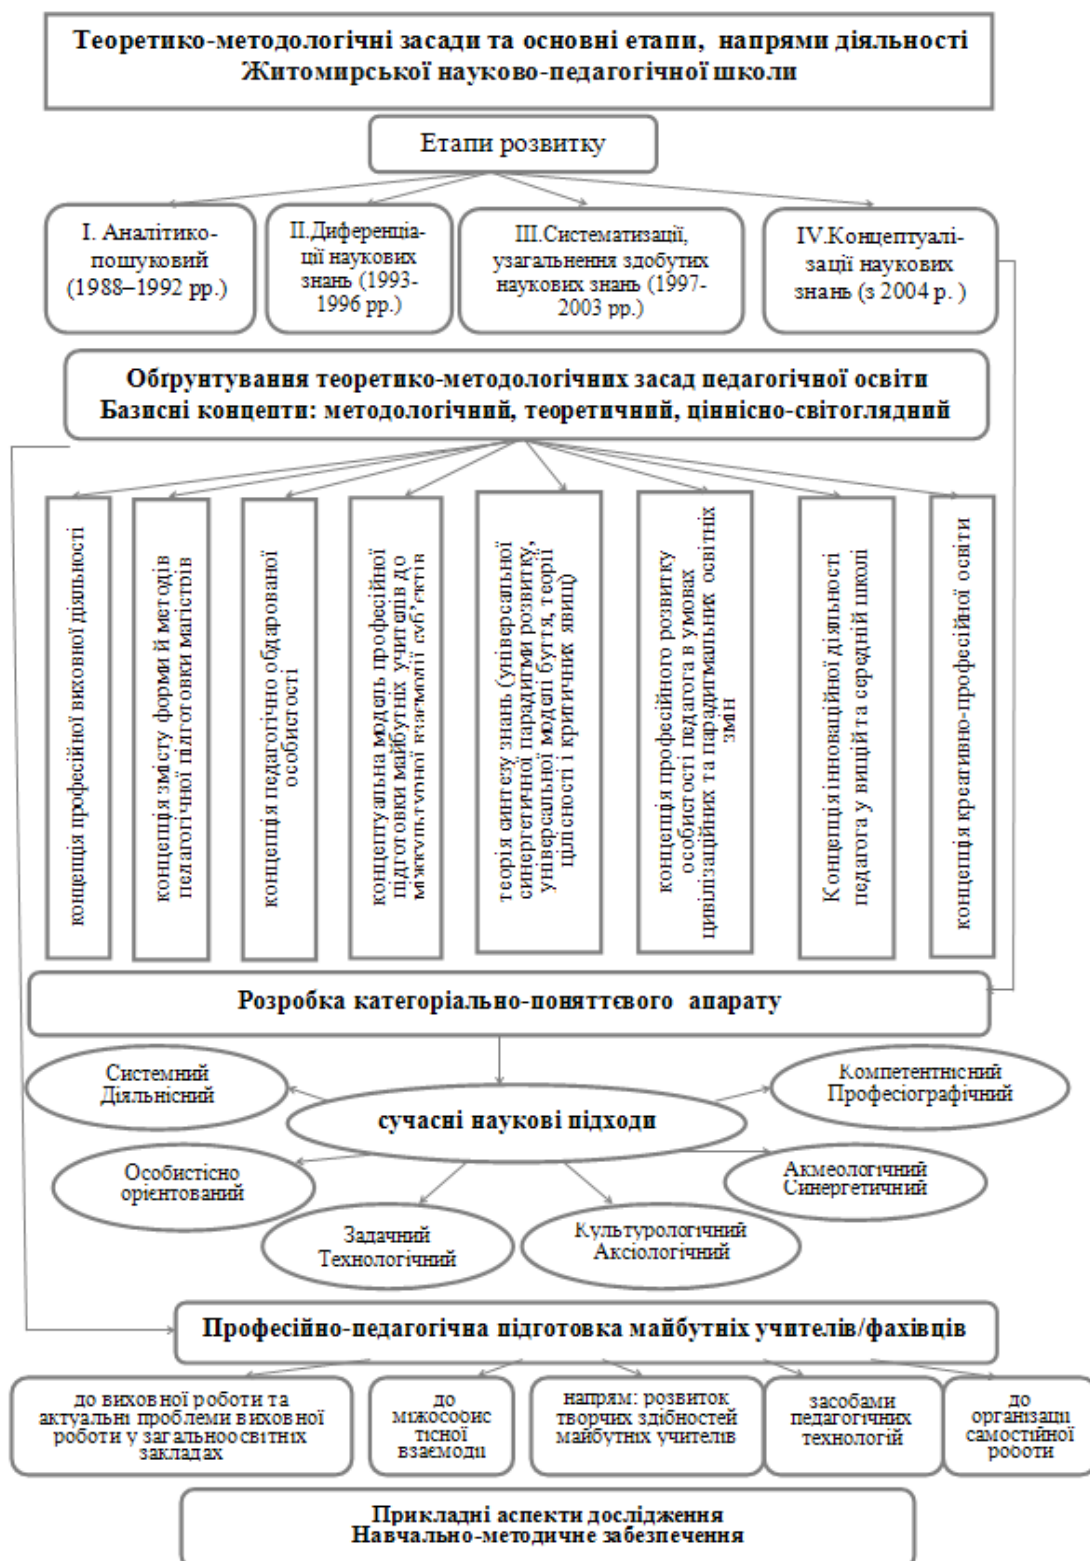 Теоретико-методологічні засади та основні етапи, напрями діяльності
Житомирської науково-педагогічної школи
Етапи розвитку
І. Аналітико-
пошуковий
(1988–1992 рр.)
ІІ.Диференціа-
ції наукових
знань (1993-
1996 рр.)
ІІІ.Систематизації,
узагальнення здобутих
наукових знань (1997-
2003 рр.)
IV.Концептуалі-
зації наукових
знань (з 2004 р. )
Обґрунтування теоретико-методологічних засад педагогічної освіти
Базисні концепти: методологічний, теоретичний, ціннісно-світоглядний
концепція професійної виховної діяльності
концепція змісту форми й методів
педагогічної підготовки магістрів
концепція педагогічно обдарованої
особистості
концептуальна модель професійної
підготовки майбутніх учителів до
міжкультурної взаємодії суб’єктів
теорія синтезу знань (універсальної
синергетичної парадигми розвитку,
універсальної моделі буття, теорії
цілісності і критичних явищ)
концепція професійного розвитку
особистості педагога в умовах
цивілізаційних та парадигмальних освітніх
змін
Концепція інноваційної діяльності
педагога у вищій та середній школі
концепція креативно-професійної освіти
Розробка категоріально-поняттєвого апарату
Системний
Діяльнісний
Компетентнісний
Професіографічний
сучасні наукові підходи
Особистісно
орієнтований
Акмеологічний
Синергетичний
Задачний
Технологічний
Культурологічний
Аксіологічний
Професійно-педагогічна підготовка майбутніх учителів/фахівців
до виховної роботи та
актуальні проблеми виховної
роботи у загальноосвітніх
закладах
до
міжособис
тісної
взаємодії
напрям: розвиток
творчих здібностей
майбутніх учителів
засобами
педагогічних
технологій
до
організації
самостійної
роботи
Прикладні аспекти дослідження
Навчально-методичне забезпечення